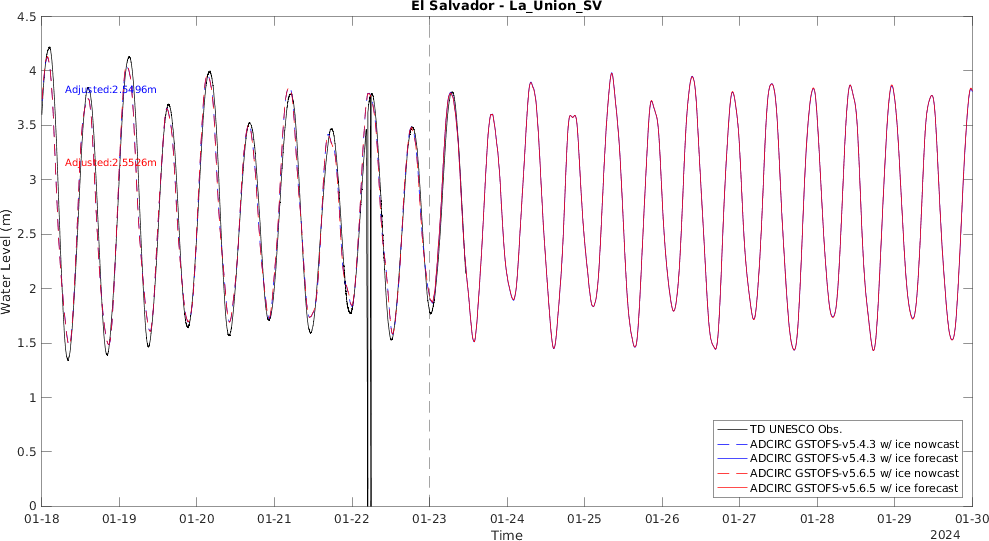 El Salvador - La_Union_SV
4.5
4
3.5
3
2.5
2
1.5
1
0.5
0
Water Level (m)
Adjusted:2.5496m
Adjusted:2.5526m
TD UNESCO Obs.
ADCIRC GSTOFS-v5.4.3 w/ ice nowcast
ADCIRC GSTOFS-v5.4.3 w/ ice forecast
ADCIRC GSTOFS-v5.6.5 w/ ice nowcast
ADCIRC GSTOFS-v5.6.5 w/ ice forecast
01-18 01-19 01-20 01-21 01-22 01-23 01-24 01-25 01-26 01-27 01-28 01-29 01-30
Time
2024